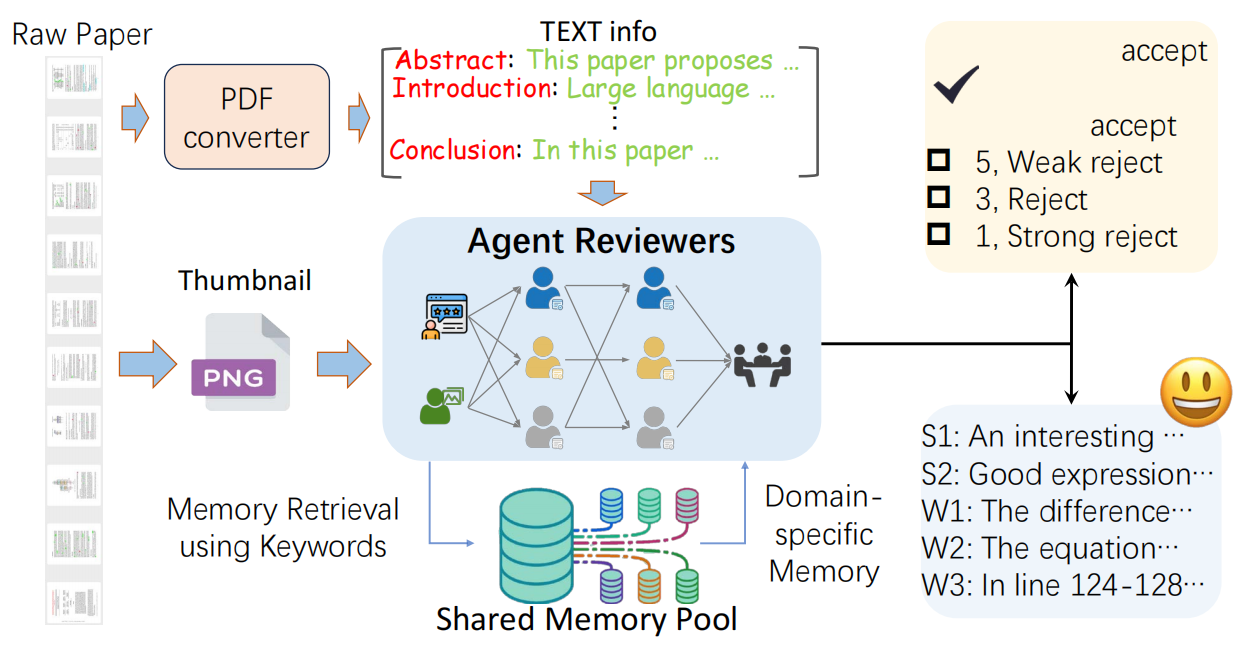 Raw Paper
PDF
converter
TEXT info
Abstract: This paper proposes ...
Introduction: Large language ...
⋮
Conclusion: In this paper ...
Thumbnail
PNG
Agent Reviewers
Memory Retrieval
using Keywords
Shared Memory Pool
Domain-
specific
Memory
accept
accept
5, Weak reject
3, Reject
1, Strong reject
S1: An interesting ···
S2: Good expression···
W1: The difference···
W2: The equation···
W3: In line 124-128···